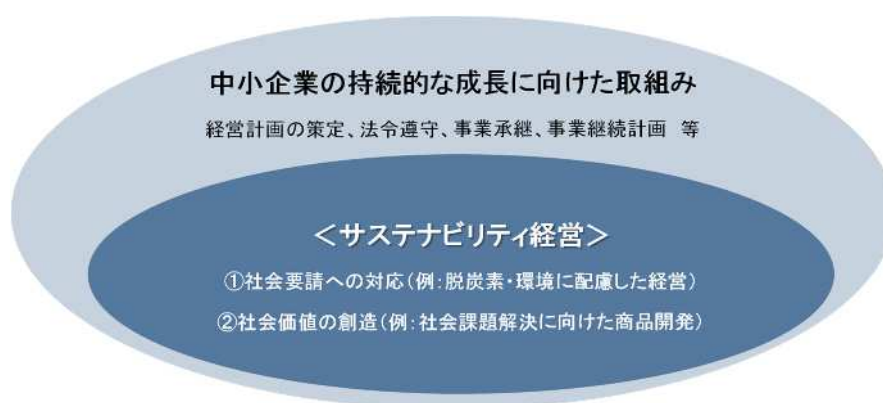 中小企業の持続的な成長に向けた取組み
経営計画の策定、法令遵守、事業承継、事業継続計画 等
＜サステナビリティ経営＞
①社会要請への対応(例:脱炭素・環境に配慮した経営)
②社会価値の創造(例:社会課題解決に向けた商品開発)